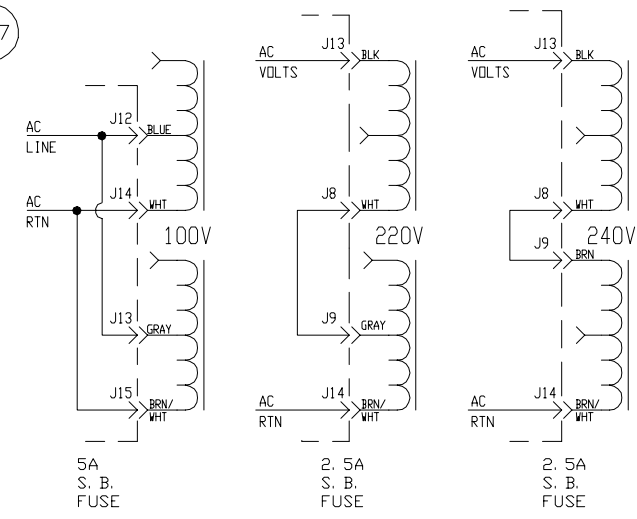 7
J12
AC
BLUE
LINE
J14
AC
WHT
RTN
100V
J13
GRAY
J15
BRN/
WHT
5A
S. B.
FUSE
J13
AC
BLK
VOLTS
J8
WHT
220V
J9
GRAY
J14
AC
BRN/
RTN
WHT
2. 5A
S. B.
FUSE
J13
AC
BLK
VOLTS
J8
WHT
240V
J9
BRN
J14
AC
BRN/
RTN
WHT
2. 5A
S. B.
FUSE